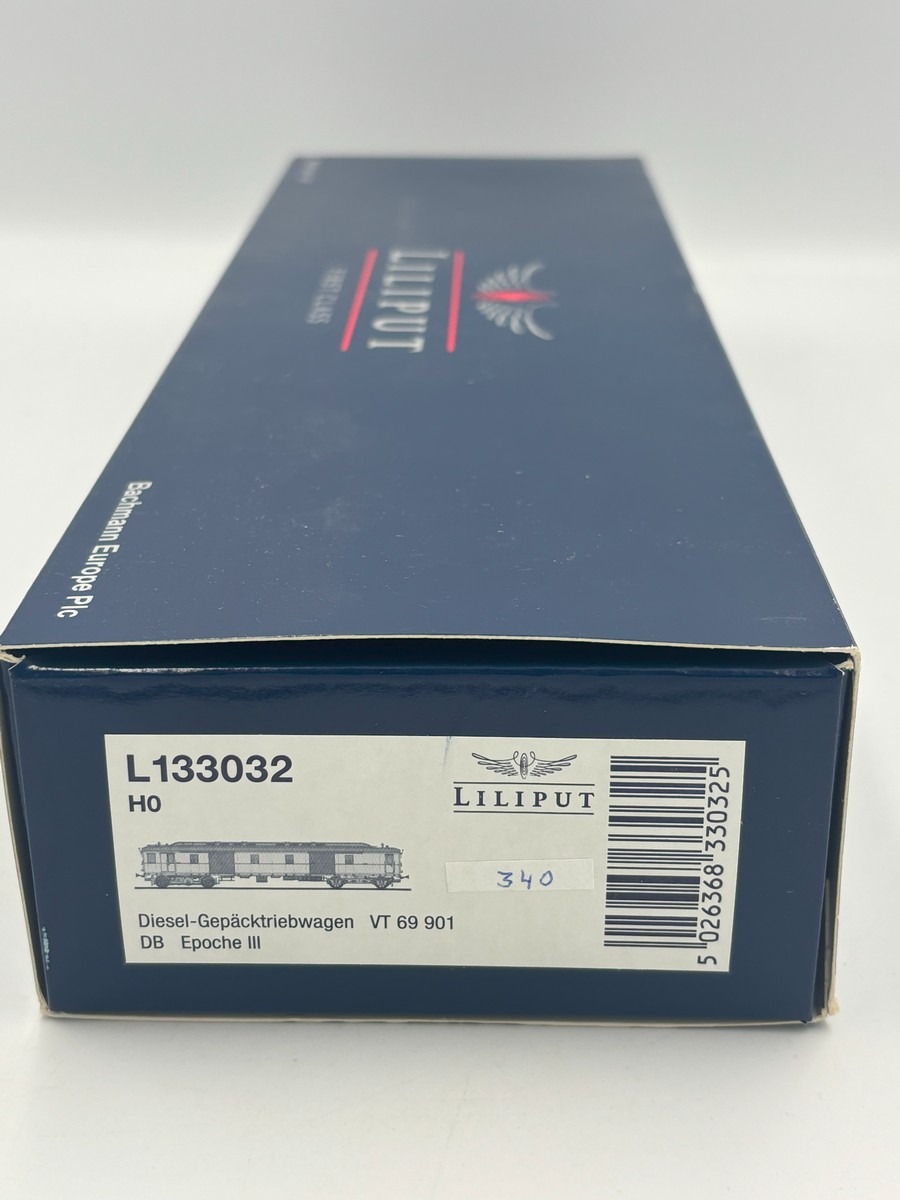 LILIPUT
FIRST CLASS
Bachmann Europe Plc
L133032
H0
LILIPUT
340
Diesel-Gepäcktriebwagen VT 69 901
DB Epoche III
5 026368 330325